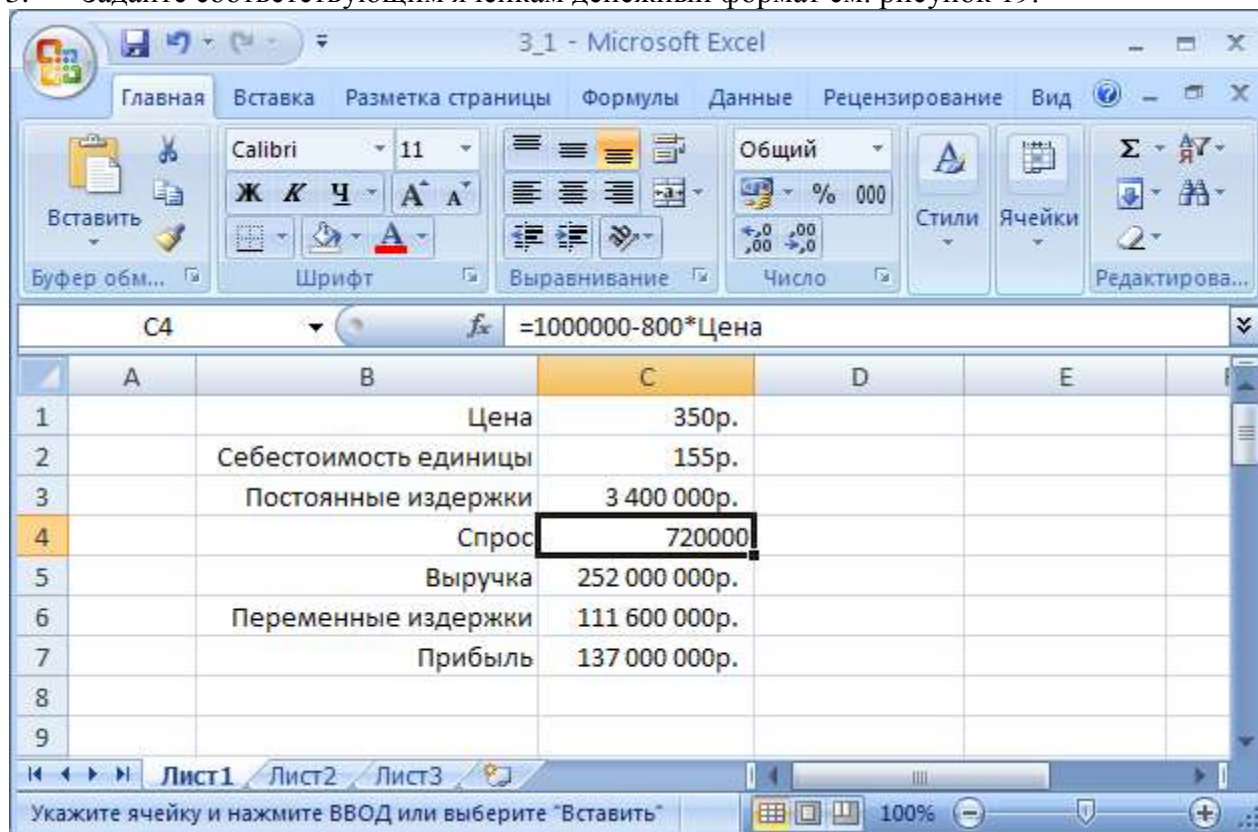 3_1 - Microsoft Excel
Главная Вставка Разметка страницы Формулы Данные Рецензирование Вид
Calibri 11 Общий
Ж К Ч A A % 000
Вставить A Стили Ячейки
Буфер обм... Шрифт Выравнивание Число Редактирова...
C4 fx =1000000-800*Цена
A B C D E
1 Цена 350р.
2 Себестоимость единицы 155р.
3 Постоянные издержки 3 400 000р.
4 Спрос 720000
5 Выручка 252 000 000р.
6 Переменные издержки 111 600 000р.
7 Прибыль 137 000 000р.
8
9
Лист1 Лист2 Лист3
Укажите ячейку и нажмите ВВОД или выберите "Вставить" 100%